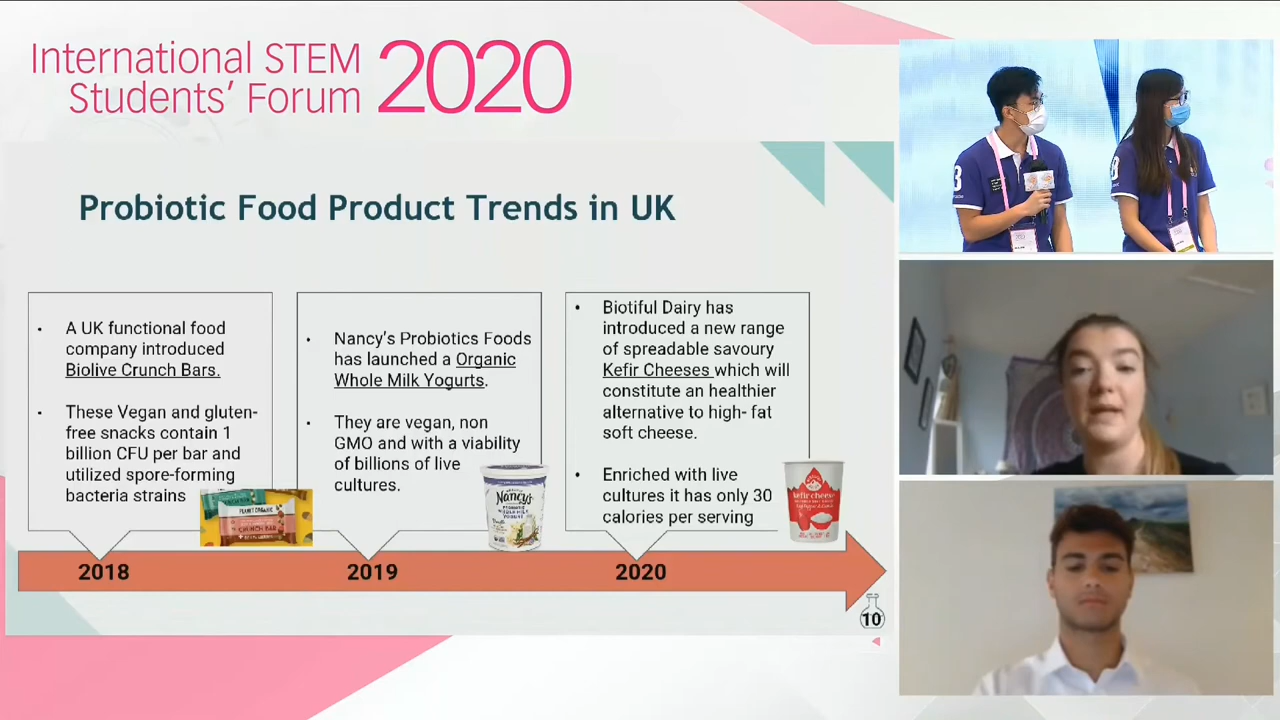 International STEM
Students' Forum 2020
Probiotic Food Product Trends in UK
• A UK functional food
company introduced
Biolive Crunch Bars.
• These Vegan and gluten-
free snacks contain 1
billion CFU per bar and
utilized spore-forming
bacteria strains
• Nancy's Probiotics Foods
has launched a Organic
Whole Milk Yogurts.
• They are vegan, non
GMO and with a viability
of billions of live
cultures.
• Biotiful Dairy has
introduced a new range
of spreadable savoury
Kefir Cheeses which will
constitute an healthier
alternative to high- fat
soft cheese.
• Enriched with live
cultures it has only 30
calories per serving
CRUNCH BAR
Nancy's
kefir cheese
2018
2019
2020
10